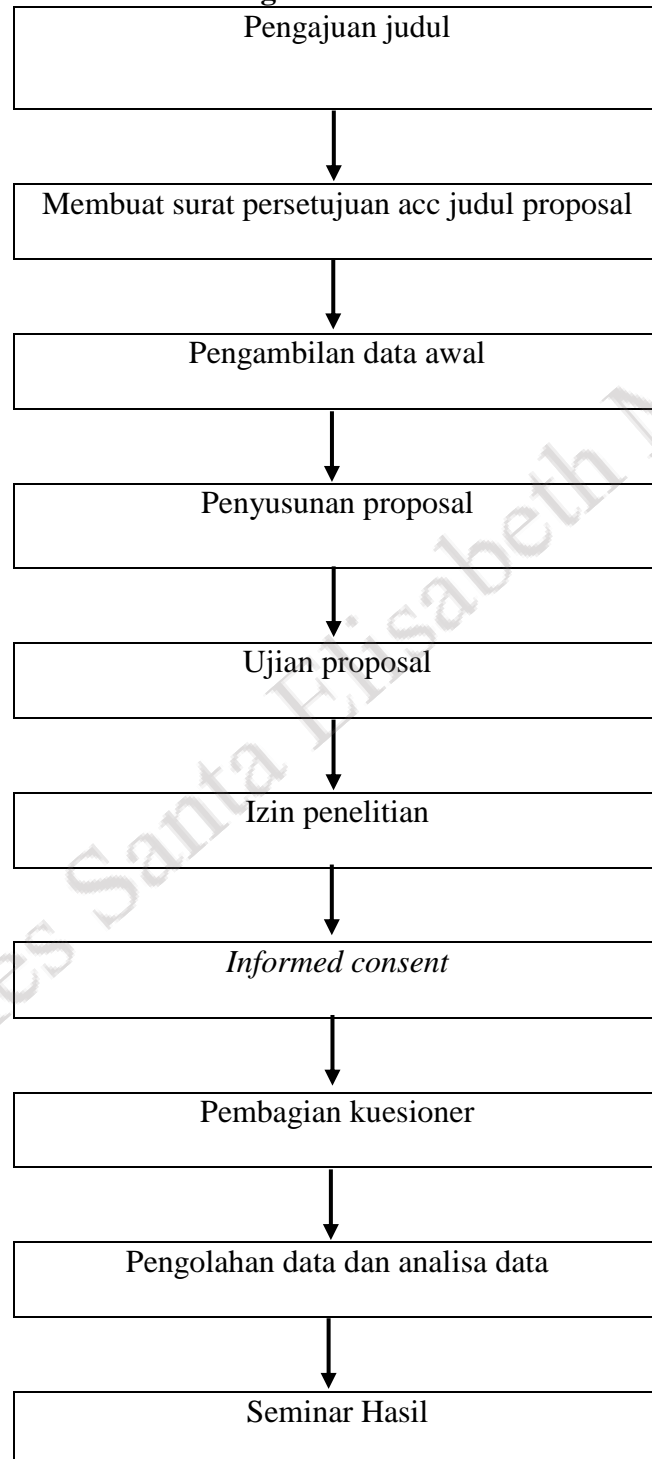 Pengajuan judul
Membuat surat persetujuan acc judul proposal
Pengambilan data awal
Penyusunan proposal
Ujian proposal
Izin penelitian
Informed consent
Pembagian kuesioner
Pengolahan data dan analisa data
Seminar Hasil
Santa Elisabeth